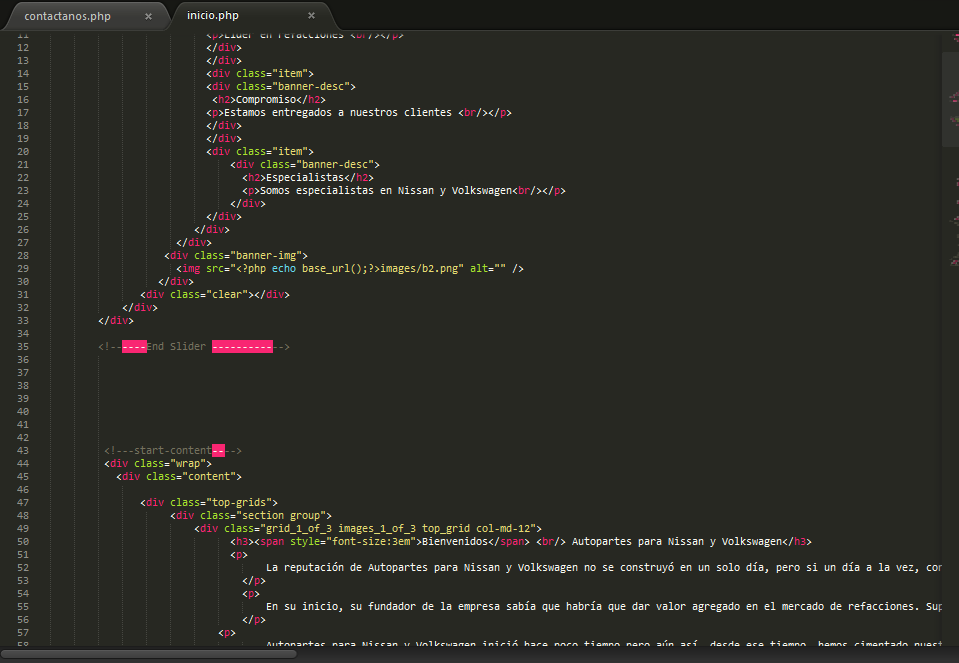 contactanos.php × inicio.php ×
11 <p>Lider en refacciones <br/></p>
12 </div>
13 </div>
14 <div class="item">
15 <div class="banner-desc">
16 <h2>Compromiso</h2>
17 <p>Estamos entregados a nuestros clientes <br/></p>
18 </div>
19 </div>
20 <div class="item">
21 <div class="banner-desc">
22 <h2>Especialistas</h2>
23 <p>Somos especialistas en Nissan y Volkswagen<br/></p>
24 </div>
25 </div>
26 </div>
27 </div>
28 <div class="banner-img">
29 <img src="<?php echo base_url();?>images/b2.png" alt="" />
30 </div>
31 <div class="clear"></div>
32 </div>
33 </div>
34
35 <!------End Slider ------------>
36
37
38
39
40
41
42
43 <!---start-content---->
44 <div class="wrap">
45 <div class="content">
46
47 <div class="top-grids">
48 <div class="section group">
49 <div class="grid_1_of_3 images_1_of_3 top_grid col-md-12">
50 <h3><span style="font-size:3em">Bienvenidos</span> <br/> Autopartes para Nissan y Volkswagen</h3>
51 <p>
52 La reputación de Autopartes para Nissan y Volkswagen no se construyó en un solo día, pero si un día a la vez, con
53 </p>
54 <p>
55 En su inicio, su fundador de la empresa sabía que habría que dar valor agregado en el mercado de refacciones. Sup
56 </p>
57 <p>
58 Autopartes para Nissan y Volkswagen inició hace poco tiempo pero aún así, desde ese tiempo, hemos cimentado nuest